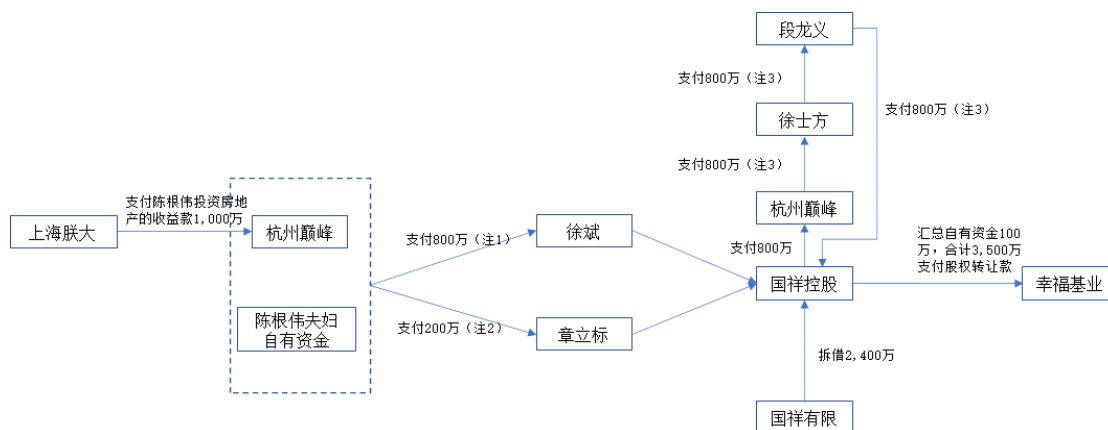 段龙义
支付800万（注3）
支付800万（注3）
徐士方
支付陈根伟投资房地
产的收益款1,000万
支付800万（注3）
上海朕大
杭州巅峰
杭州巅峰
支付800万（注1）
徐斌
支付800万
汇总自有资金100
万，合计3,500万
支付股权转让款
国祥控股
幸福基业
陈根伟夫妇
自有资金
支付200万（注2）
章立标
拆借2,400万
国祥有限